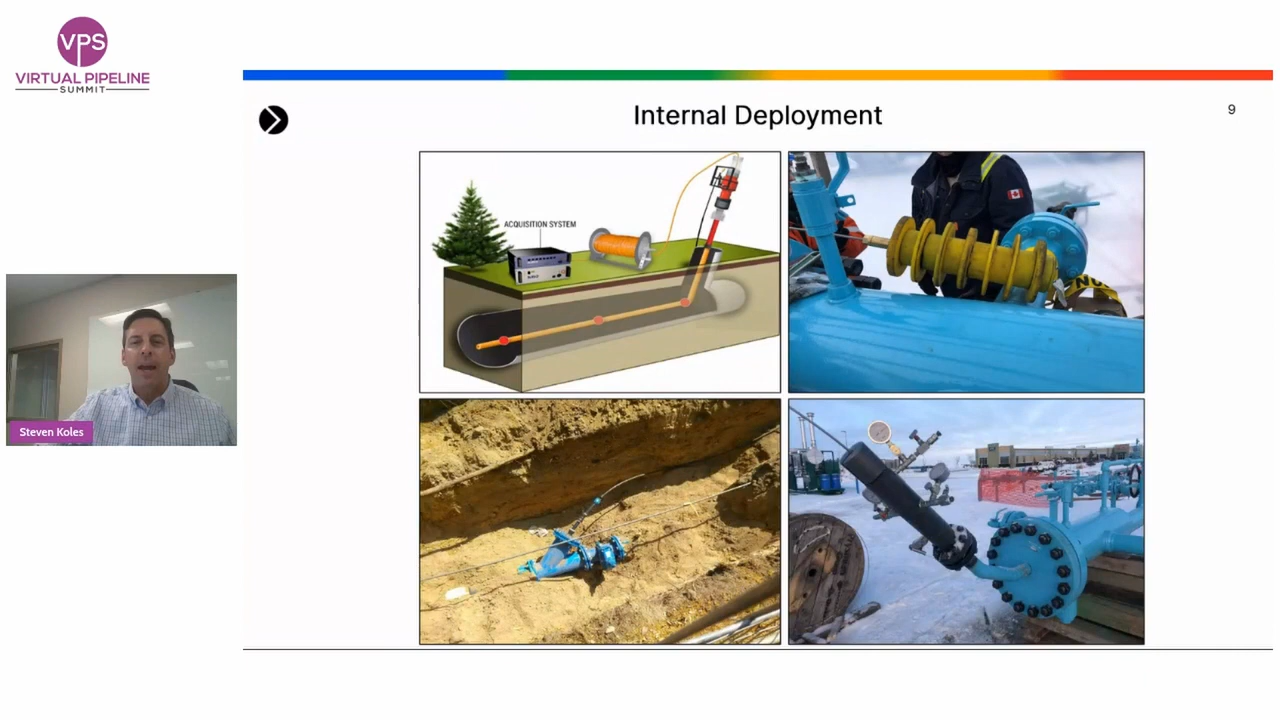 VPS
VIRTUAL PIPELINE
SUMMIT
Internal Deployment
9
ACQUISITION SYSTEM
Steven Koles